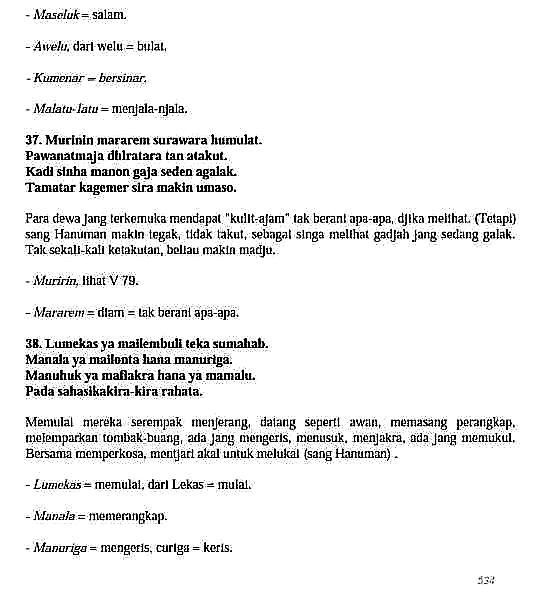 - Maseluk = salam.
- Awelu, dari welu = bulat.
- Kumenar = bersinar.
- Malatu-latu = menjala-njala.
37. Murinin mararem surawara humulat.
Pawanatmaja dhiratara tan atakut.
Kadi sinha manon gaja seden agalak.
Tamatar kagemer sira makin umaso.
Para dewa jang terkemuka mendapat "kulit-ajam" tak berani apa-apa, djika melihat. (Tetapi)
sang Hanuman makin tegak, tidak takut, sebagai singa melihat gadjah jang sedang galak.
Tak sekali-kali ketakutan, beliau makin madju.
- Muririn, lihat V 79.
- Mararem = diam = tak berani apa-apa.
38. Lumekas ya mailembuli teka sumahab.
Manala ya mailonta hana manuriga.
Manuhuk ya mañakra hana ya mamalu.
Pada sahasikakira-kira rahata.
Memulai mereka serempak menjerang, datang seperti awan, memasang perangkap,
melemparkan tombak-buang, ada jang mengeris, menusuk, menjakra, ada jang memukul.
Bersama memperkosa, mentjari akal untuk melukai (sang Hanuman) .
- Lumekas = memulai, dari Lekas = mulai.
- Manala = memerangkap.
- Manuriga = mengeris, curiga = keris.
534